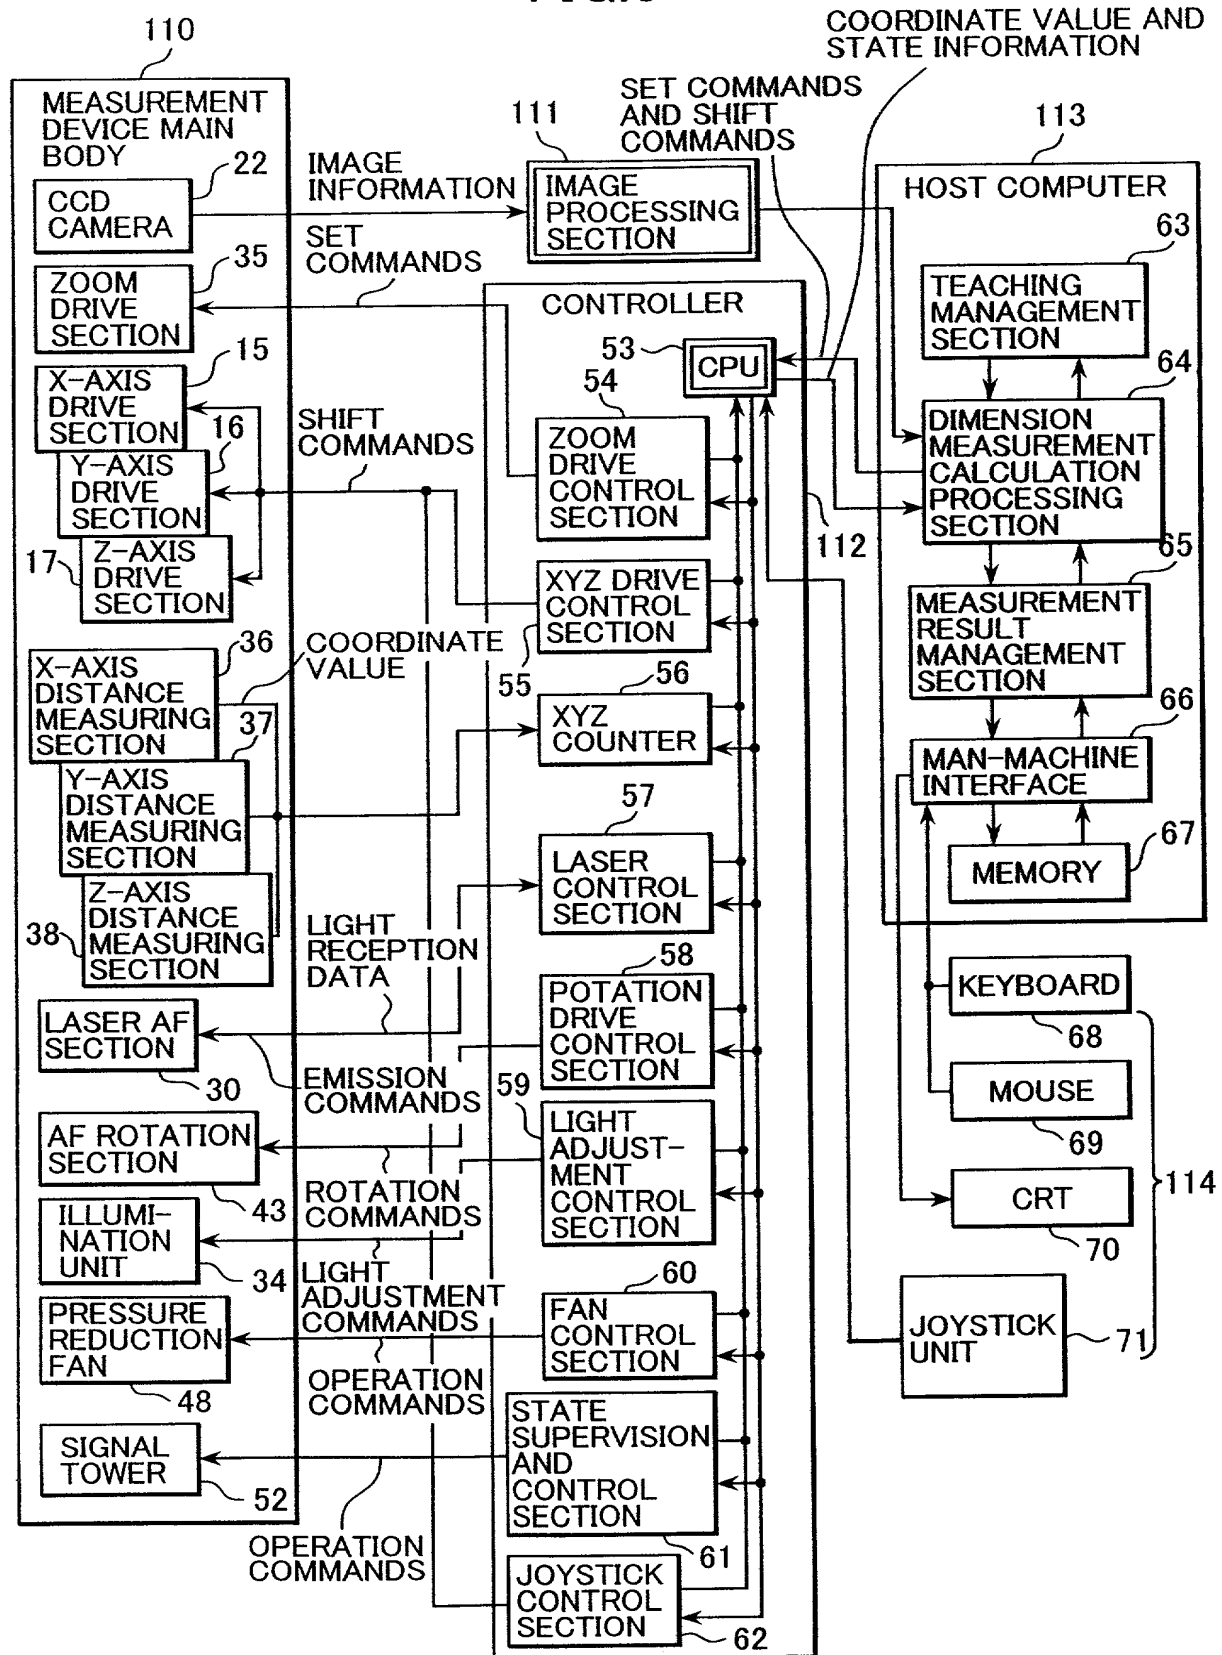 COORDINATE VALUE AND
STATE INFORMATION
110
MEASUREMENT
DEVICE MAIN
BODY
22
CCD
CAMERA
IMAGE
INFORMATION
111
IMAGE
PROCESSING
SECTION
SET COMMANDS
AND SHIFT
COMMANDS
113
HOST COMPUTER
SET
COMMANDS
35
ZOOM
DRIVE
SECTION
CONTROLLER
53
CPU
63
TEACHING
MANAGEMENT
SECTION
15
X-AXIS
DRIVE
SECTION
16
Y-AXIS
DRIVE
SECTION
17
Z-AXIS
DRIVE
SECTION
SHIFT
COMMANDS
54
ZOOM
DRIVE
CONTROL
SECTION
112
64
DIMENSION
MEASUREMENT
CALCULATION
PROCESSING
SECTION
XYZ DRIVE
CONTROL
SECTION
55
65
MEASUREMENT
RESULT
MANAGEMENT
SECTION
36
X-AXIS
DISTANCE
MEASURING
SECTION
COORDINATE
VALUE
37
Y-AXIS
DISTANCE
MEASURING
SECTION
38
Z-AXIS
DISTANCE
MEASURING
SECTION
56
XYZ
COUNTER
66
MAN-MACHINE
INTERFACE
57
LASER
CONTROL
SECTION
MEMORY
67
LIGHT
RECEPTION
DATA
LASER AF
SECTION
30
EMISSION
COMMANDS
58
POTATION
DRIVE
CONTROL
SECTION
KEYBOARD
68
MOUSE
69
AF ROTATION
SECTION
43
ROTATION
COMMANDS
59
LIGHT
ADJUST-
MENT
CONTROL
SECTION
CRT
70
114
ILLUMI-
NATION
UNIT
34
LIGHT
ADJUSTMENT
COMMANDS
60
FAN
CONTROL
SECTION
JOYSTICK
UNIT
71
PRESSURE
REDUCTION
FAN
48
OPERATION
COMMANDS
STATE
SUPERVISION
AND
CONTROL
SECTION
61
SIGNAL
TOWER
52
OPERATION
COMMANDS
JOYSTICK
CONTROL
SECTION
62